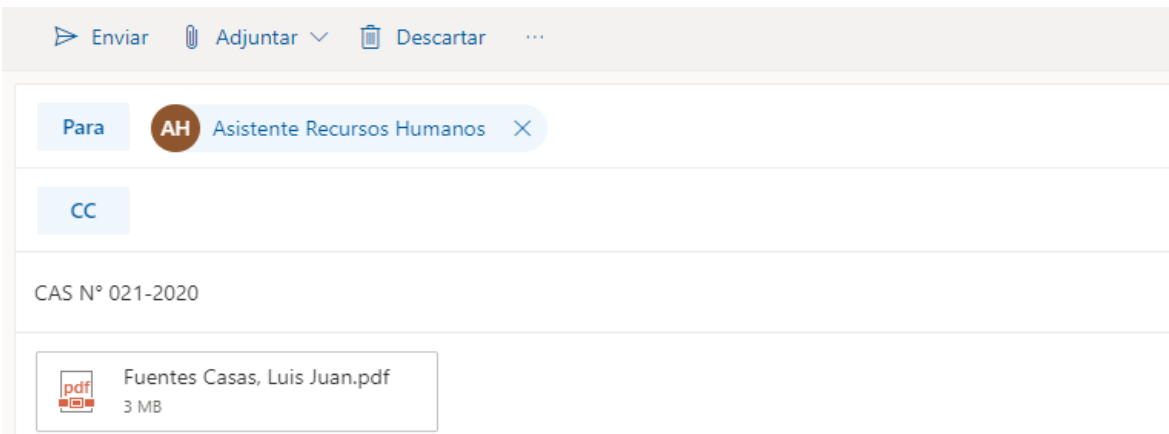 Enviar Adjuntar Descartar ...
Para AH Asistente Recursos Humanos
CC
CAS N° 021-2020
pdf Fuentes Casas, Luis Juan.pdf
3 MB